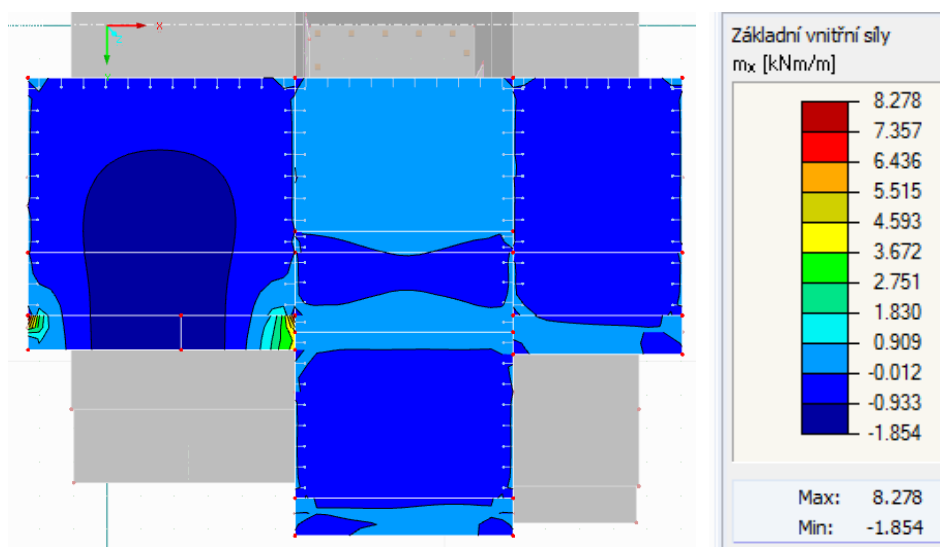 x
z
Základní vnitřní síly
mx [kNm/m]
8.278
7.357
6.436
5.515
4.593
3.672
2.751
1.830
0.909
-0.012
-0.933
-1.854
Max: 8.278
Min: -1.854